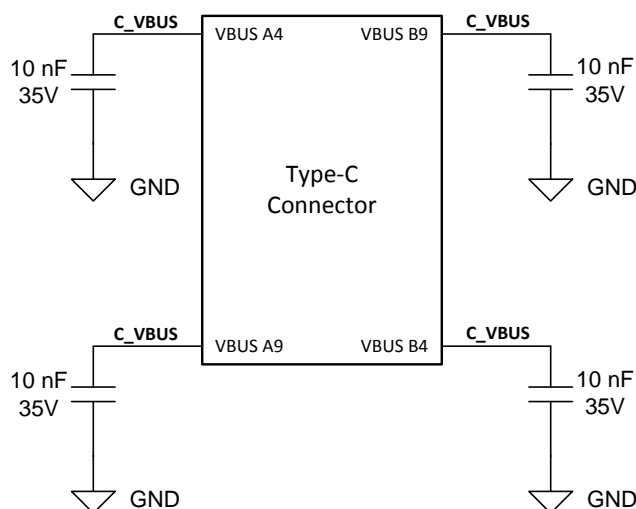 C_VBUS
VBUS A4
VBUS B9
C_VBUS
10 nF
35V
10 nF
35V
GND
Type-C
Connector
GND
C_VBUS
VBUS A9
VBUS B4
C_VBUS
10 nF
35V
10 nF
35V
GND
GND